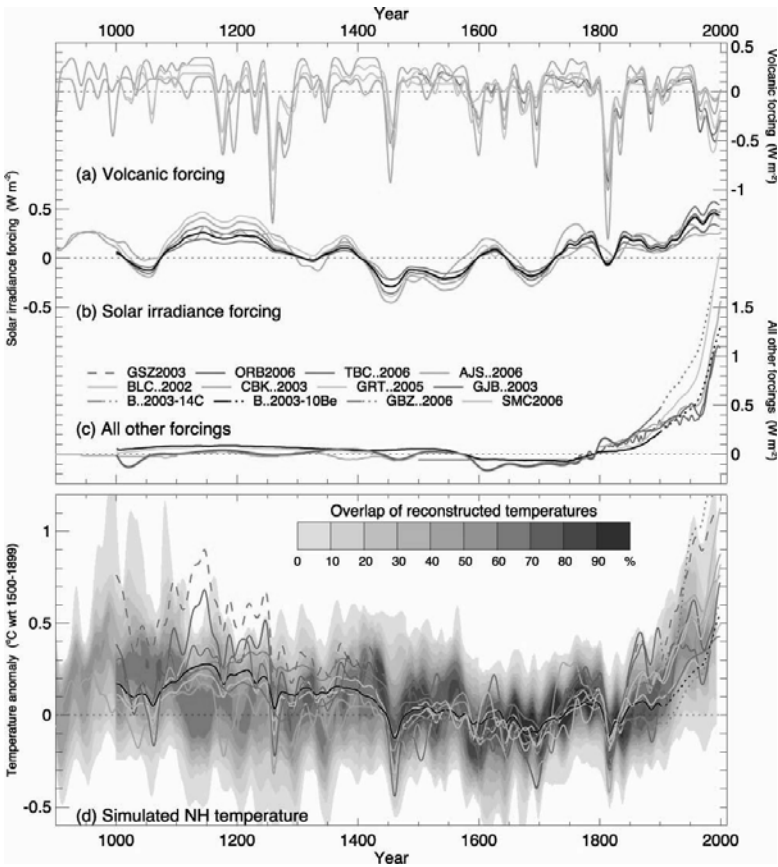 Year
1000 1200 1400 1600 1800 2000
0.5
0
-0.5
-1
Volcanic forcing (W m⁻²)
(a) Volcanic forcing
Solar irradiance forcing (W m⁻²)
0.5
0
-0.5
(b) Solar irradiance forcing
1.5
1
0.5
0
All other forcings (W m⁻²)
GSZ2003 ORB2006 TBC..2006 AJS..2006
BLC..2002 CBK..2003 GRT..2005 GJB..2003
B..2003-14C B..2003-10Be GBZ..2006 SMC2006
(c) All other forcings
Temperature anomaly (°C wrt 1500-1899)
1
0.5
0
-0.5
Overlap of reconstructed temperatures
0 10 20 30 40 50 60 70 80 90 %
(d) Simulated NH temperature
1000 1200 1400 1600 1800 2000
Year